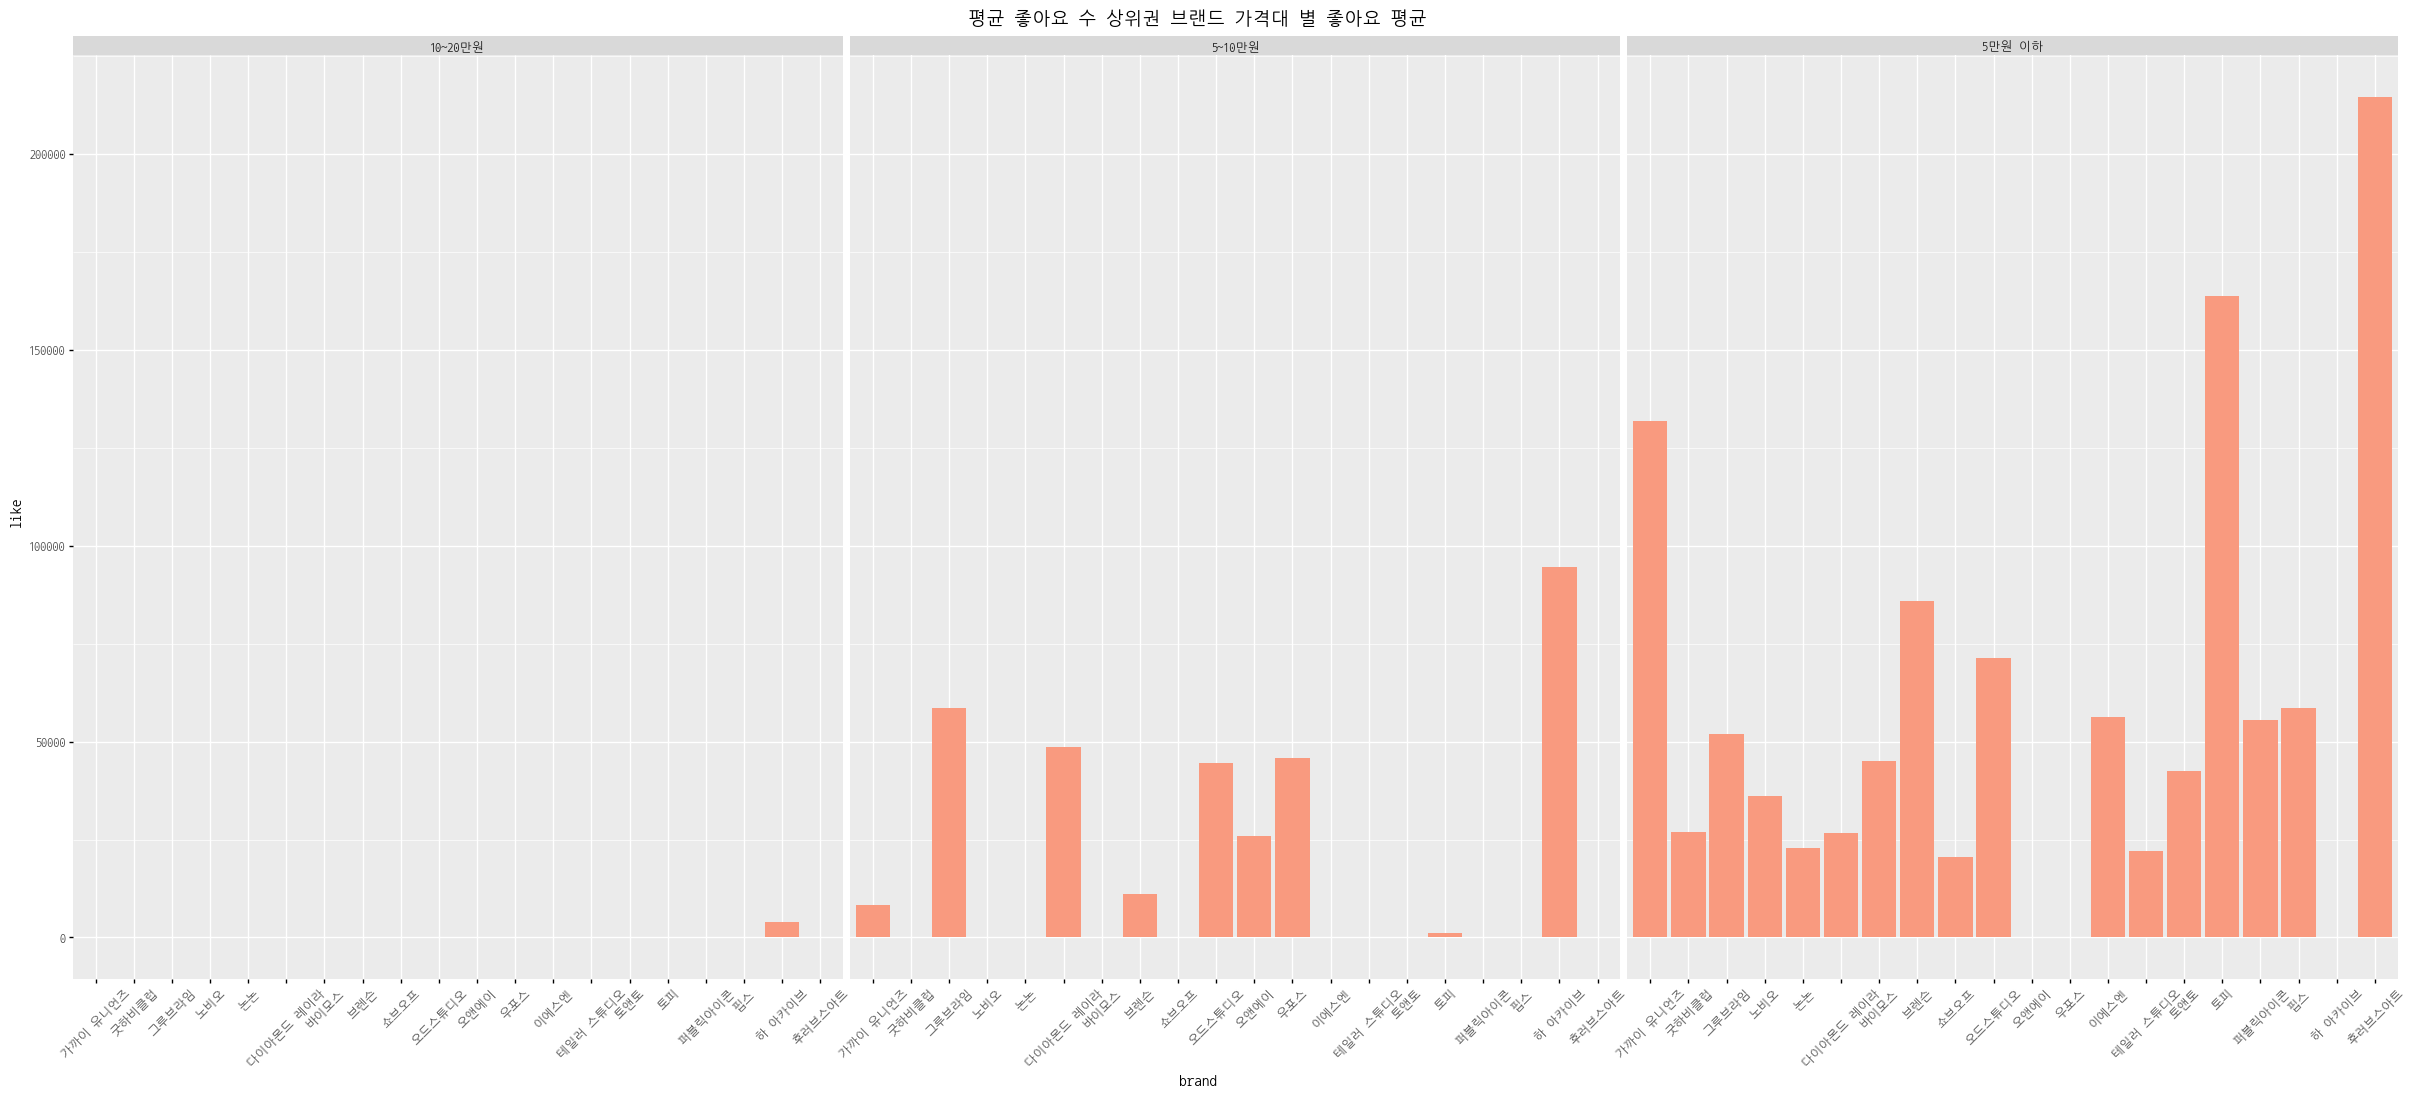 평균 좋아요 수 상위권 브랜드 가격대 별 좋아요 평균
10~20만원
5~10만원
5만원 이하
200000
150000
100000
50000
0
like
가까이 유니언즈
굿하비클럽
그루브라임
노비오
논논
다이아몬드 레이라
바이모스
브렌슨
쇼브오프
오드스튜디오
오앤에이
우포스
이에스엔
테일러 스튜디오
토앤토
토피
퍼블릭아이콘
핍스
하 아카이브
후러브스아트
가까이 유니언즈
굿하비클럽
그루브라임
노비오
논논
다이아몬드 레이라
바이모스
브렌슨
쇼브오프
오드스튜디오
오앤에이
우포스
이에스엔
테일러 스튜디오
토앤토
토피
퍼블릭아이콘
핍스
하 아카이브
후러브스아트
가까이 유니언즈
굿하비클럽
그루브라임
노비오
논논
다이아몬드 레이라
바이모스
브렌슨
쇼브오프
오드스튜디오
오앤에이
우포스
이에스엔
테일러 스튜디오
토앤토
토피
퍼블릭아이콘
핍스
하 아카이브
후러브스아트
brand